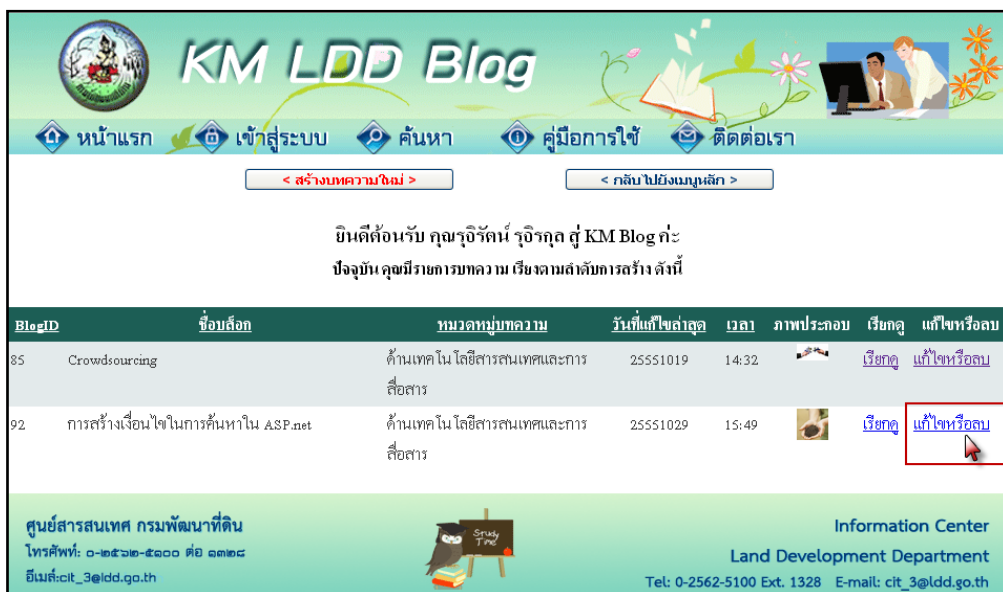 KM LDD Blog
หน้าแรก เข้าสู่ระบบ ค้นหา คู่มือการใช้ ติดต่อเรา
< สร้างบทความใหม่ > < กลับไปยังเมนูหลัก >
ยินดีต้อนรับ คุณรุจิรัตน์ รุจิรกุล สู่ KM Blog ค่ะ
ปัจจุบัน คุณมีรายการบทความ เรียงตามลำดับการสร้าง ดังนี้
BlogID ชื่อบล็อก หมวดหมู่บทความ วันที่แก้ไขล่าสุด เวลา ภาพประกอบ เรียกดู แก้ไขหรือลบ
85 Crowdsourcing ด้านเทคโนโลยีสารสนเทศและการ 25551019 14:32 เรียกดู แก้ไขหรือลบ
สื่อสาร
92 การสร้างเงื่อนไขในการค้นหาใน ASP.net ด้านเทคโนโลยีสารสนเทศและการ 25551029 15:49 เรียกดู แก้ไขหรือลบ
สื่อสาร
ศูนย์สารสนเทศ กรมพัฒนาที่ดิน Study Time Information Center
โทรศัพท์: ๐-๒๕๖๒-๕๑๐๐ ต่อ ๑๓๒๘ Land Development Department
อีเมล์:cit_3@ldd.go.th Tel: 0-2562-5100 Ext. 1328 E-mail: cit_3@ldd.go.th